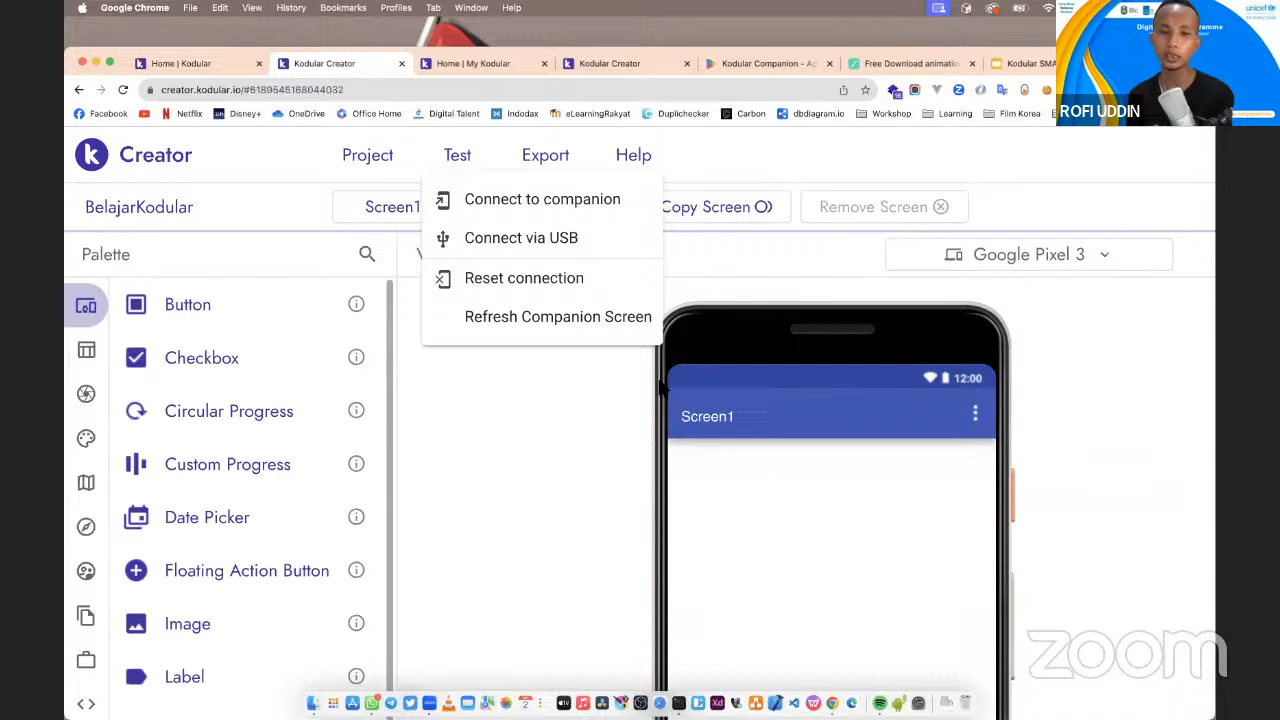 Google Chrome File Edit View History Bookmarks Profiles Tab Window Help
Home | Kodular
Kodular Creator
Home | My Kodular
Kodular Creator
Kodular Companion - Ap
Free Download animatio
Kodular SMA
creator.kodular.io/#6189545168044032
Facebook
Netflix
Disney+
OneDrive
Office Home
Digital Talent
Indodax
eLearningRakyat
Duplichecker
Carbon
dbdiagram.io
Workshop
Learning
Film Korea
unicef
for every child
ROFI UDDIN
Creator
Project
Test
Export
Help
BelajarKodular
Screen1
Copy Screen
Remove Screen
Connect to companion
Connect via USB
Reset connection
Refresh Companion Screen
Palette
V
Google Pixel 3
Button
Checkbox
Circular Progress
Custom Progress
Date Picker
Floating Action Button
Image
Label
12:00
Screen1
zoom